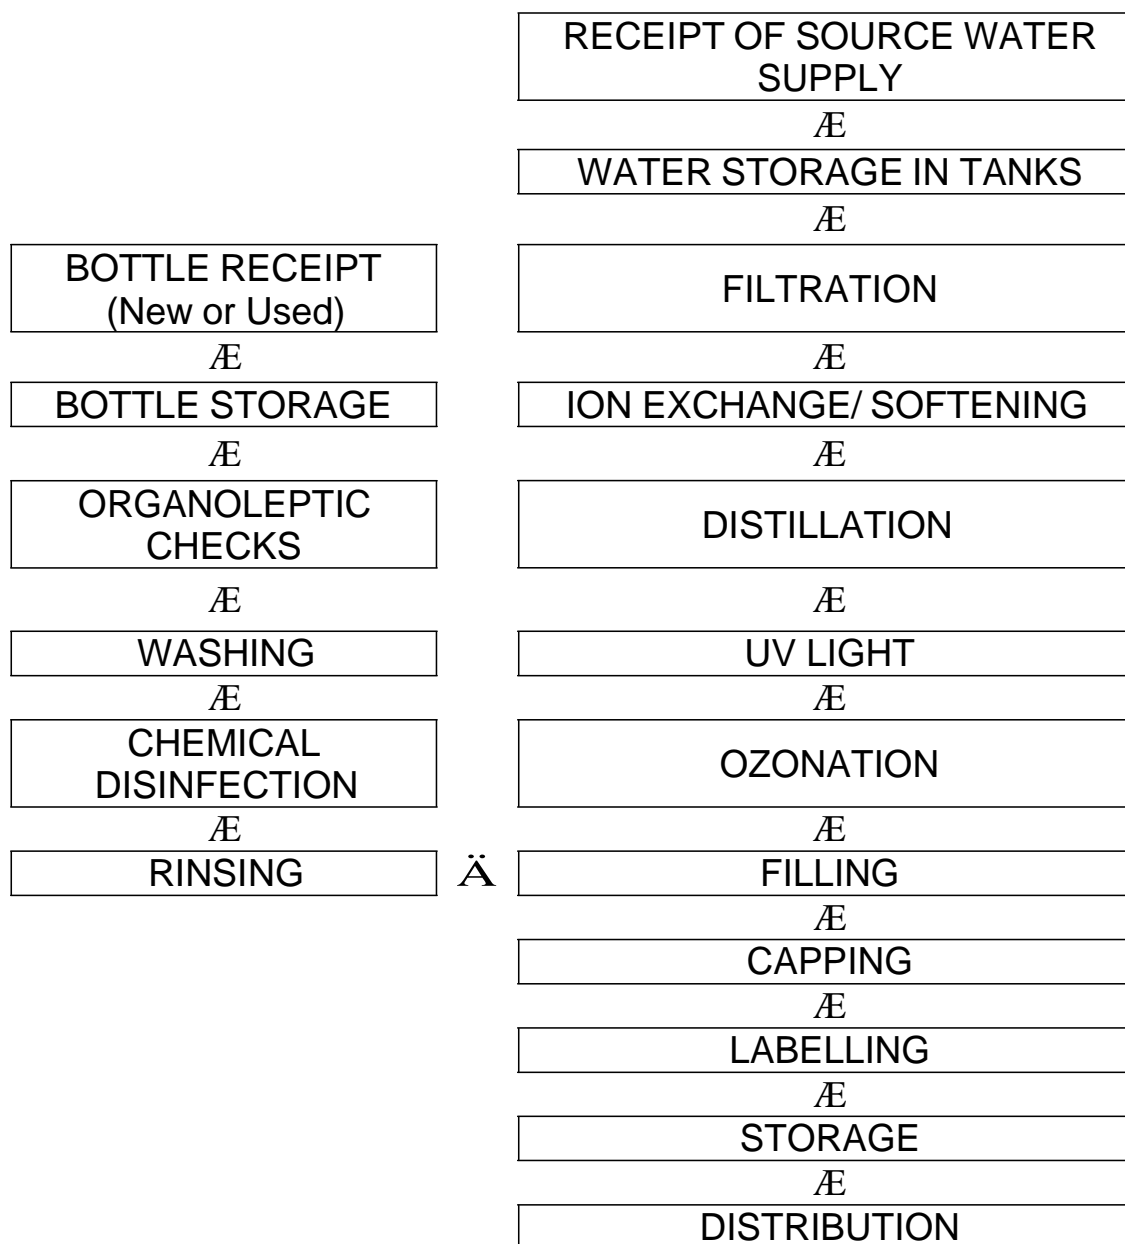 RECEIPT OF SOURCE WATER
SUPPLY
Æ
WATER STORAGE IN TANKS
Æ
BOTTLE RECEIPT
(New or Used)
FILTRATION
Æ
Æ
BOTTLE STORAGE
ION EXCHANGE/ SOFTENING
Æ
Æ
ORGANOLEPTIC
CHECKS
DISTILLATION
Æ
Æ
WASHING
UV LIGHT
Æ
Æ
CHEMICAL
DISINFECTION
OZONATION
Æ
Æ
RINSING
Ä
FILLING
Æ
CAPPING
Æ
LABELLING
Æ
STORAGE
Æ
DISTRIBUTION